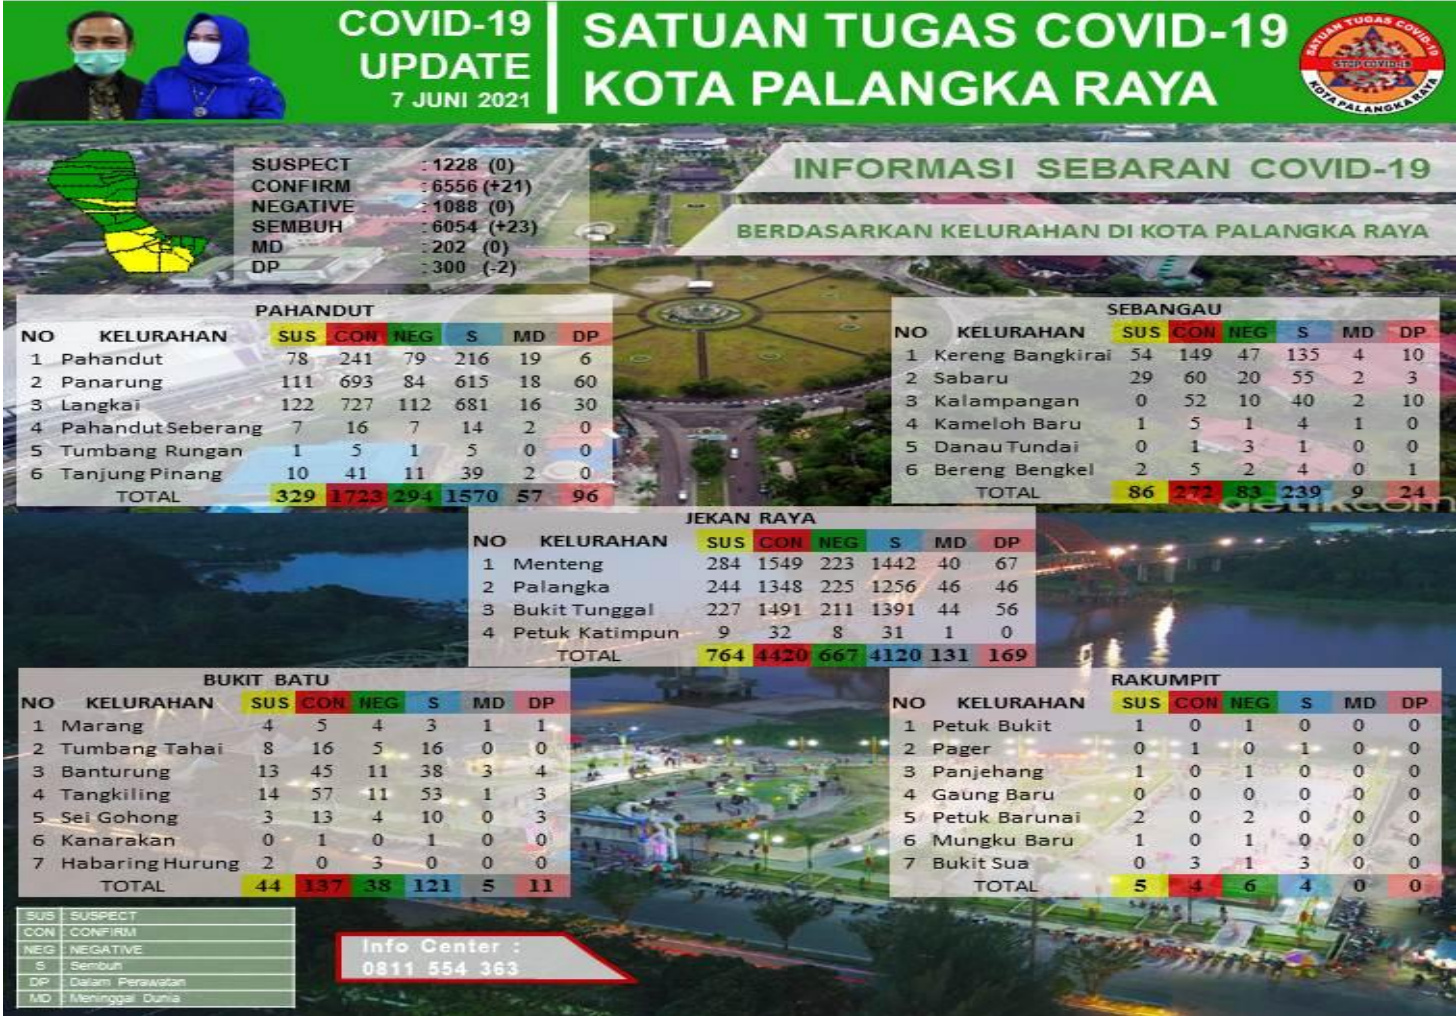 COVID-19
UPDATE
7 JUNI 2021
SATUAN TUGAS COVID-19
KOTA PALANGKA RAYA
SATUAN TUGAS COVID-19
STOP COVID-19
KOTA PALANGKA RAYA
SUSPECT : 1228 (0)
CONFIRM : 6556 (+21)
NEGATIVE : 1088 (0)
SEMBUH : 6054 (+23)
MD : 202 (0)
DP : 300 (-2)
INFORMASI SEBARAN COVID-19
BERDASARKAN KELURAHAN DI KOTA PALANGKA RAYA
PAHANDUT
NO KELURAHAN SUS CON NEG S MD DP
1 Pahandut 78 241 79 216 19 6
2 Panarung 111 693 84 615 18 60
3 Langkai 122 727 112 681 16 30
4 Pahandut Seberang 7 16 7 14 2 0
5 Tumbang Rungan 1 5 1 5 0 0
6 Tanjung Pinang 10 41 11 39 2 0
TOTAL 329 1723 294 1570 57 96
SEBANGAU
NO KELURAHAN SUS CON NEG S MD DP
1 Kereng Bangkirai 54 149 47 135 4 10
2 Sabaru 29 60 20 55 2 3
3 Kalampangan 0 52 10 40 2 10
4 Kameloh Baru 1 5 1 4 1 0
5 Danau Tundai 0 1 3 1 0 0
6 Bereng Bengkel 2 5 2 4 0 1
TOTAL 86 272 83 239 9 24
detikcom
JEKAN RAYA
NO KELURAHAN SUS CON NEG S MD DP
1 Menteng 284 1549 223 1442 40 67
2 Palangka 244 1348 225 1256 46 46
3 Bukit Tunggal 227 1491 211 1391 44 56
4 Petuk Katimpun 9 32 8 31 1 0
TOTAL 764 4420 667 4120 131 169
BUKIT BATU
NO KELURAHAN SUS CON NEG S MD DP
1 Marang 4 5 4 3 1 1
2 Tumbang Tahai 8 16 5 16 0 0
3 Banturung 13 45 11 38 3 4
4 Tangkiling 14 57 11 53 1 3
5 Sei Gohong 3 13 4 10 0 3
6 Kanarakan 0 1 0 1 0 0
7 Habaring Hurung 2 0 3 0 0 0
TOTAL 44 137 38 121 5 11
RAKUMPIT
NO KELURAHAN SUS CON NEG S MD DP
1 Petuk Bukit 1 0 1 0 0 0
2 Pager 0 1 0 1 0 0
3 Panjehang 1 0 1 0 0 0
4 Gaung Baru 0 0 0 0 0 0
5 Petuk Barunai 2 0 2 0 0 0
6 Mungku Baru 1 0 1 0 0 0
7 Bukit Sua 0 3 1 3 0 0
TOTAL 5 4 6 4 0 0
SUS : SUSPECT
CON : CONFIRM
NEG : NEGATIVE
S : Sembuh
DP : Dalam Perawatan
MD : Meninggal Dunia
Info Center :
0811 554 363